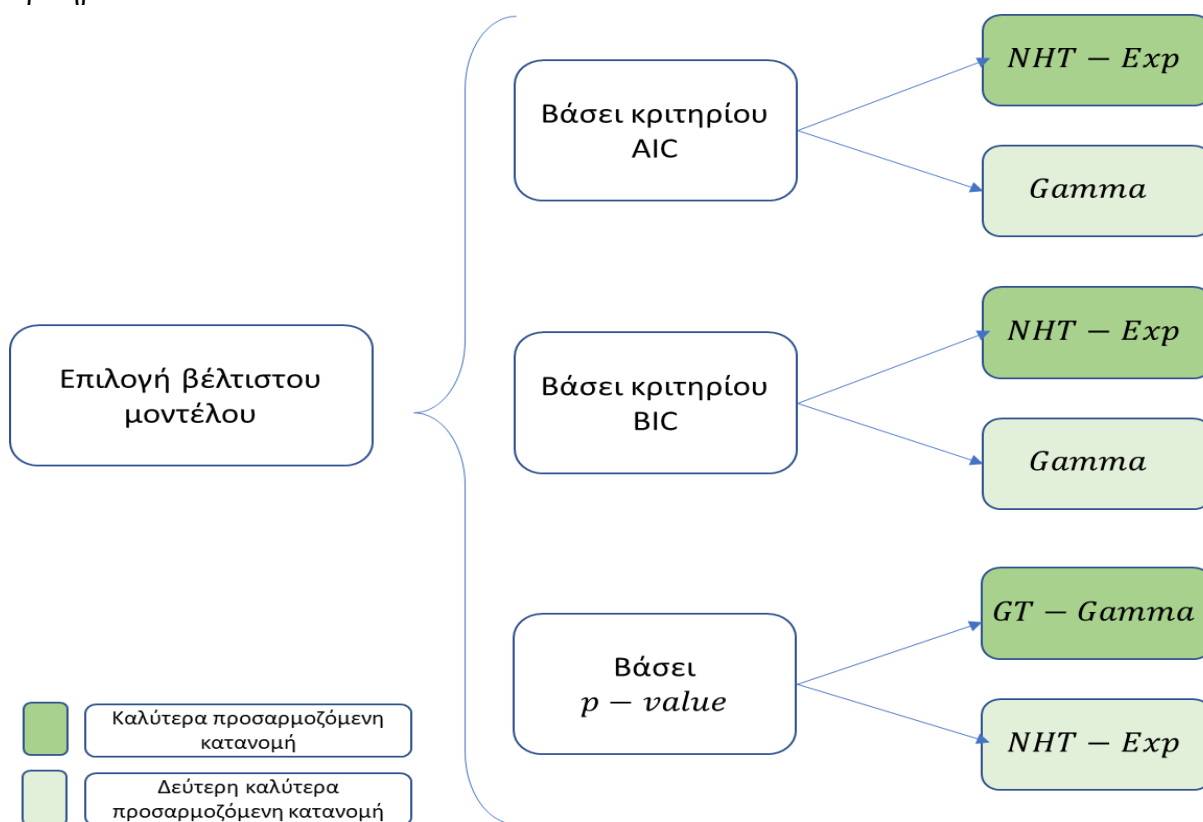 NHT − Exp
Βάσει κριτηρίου
AIC
Gamma
NHT − Exp
Επιλογή βέλτιστου
μοντέλου
Βάσει κριτηρίου
BIC
Gamma
GT − Gamma
Βάσει
p − value
NHT − Exp
Καλύτερα προσαρμοζόμενη
κατανομή
Δεύτερη καλύτερα
προσαρμοζόμενη κατανομή